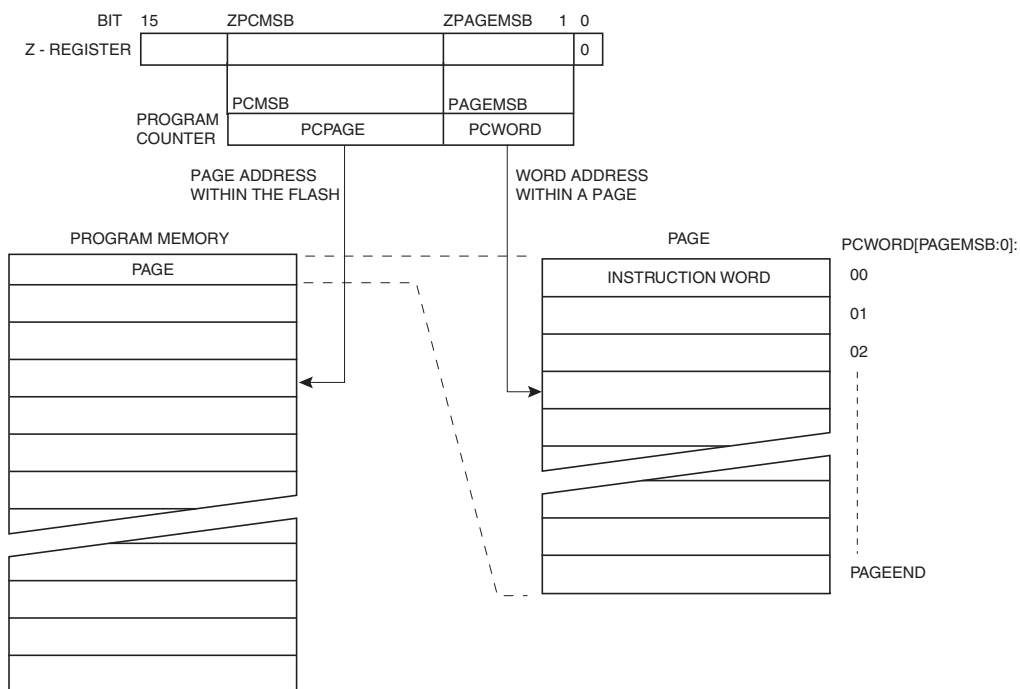 BIT 15 ZPCMSB ZPAGEMSB 1 0
Z - REGISTER 0
PCMSB PAGEMSB
PROGRAM
COUNTER
PCPAGE PCWORD
PAGE ADDRESS
WITHIN THE FLASH
WORD ADDRESS
WITHIN A PAGE
PROGRAM MEMORY
PAGE
PAGE
PCWORD[PAGEMSB:0]:
INSTRUCTION WORD 00
01
02
PAGEEND